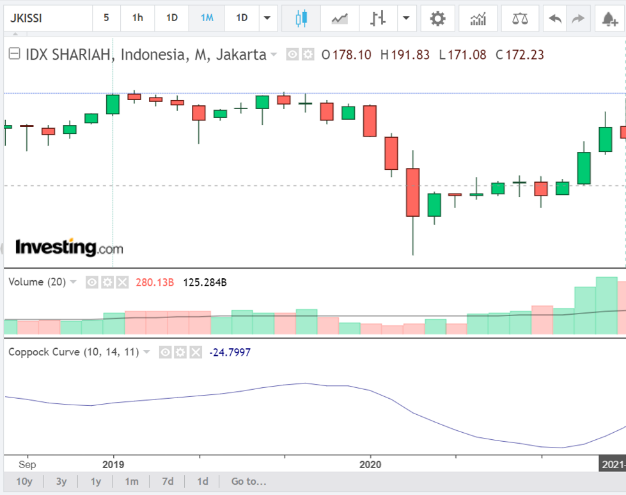 JKISSI 5 1h 1D 1M 1D
IDX SHARIAH, Indonesia, M, Jakarta O178.10 H191.83 L171.08 C172.23
Investing.com
Volume (20) 280.13B 125.284B
Coppock Curve (10, 14, 11) -24.7997
Sep 2019 2020 2021-
10y 3y 1y 1m 7d 1d Go to...